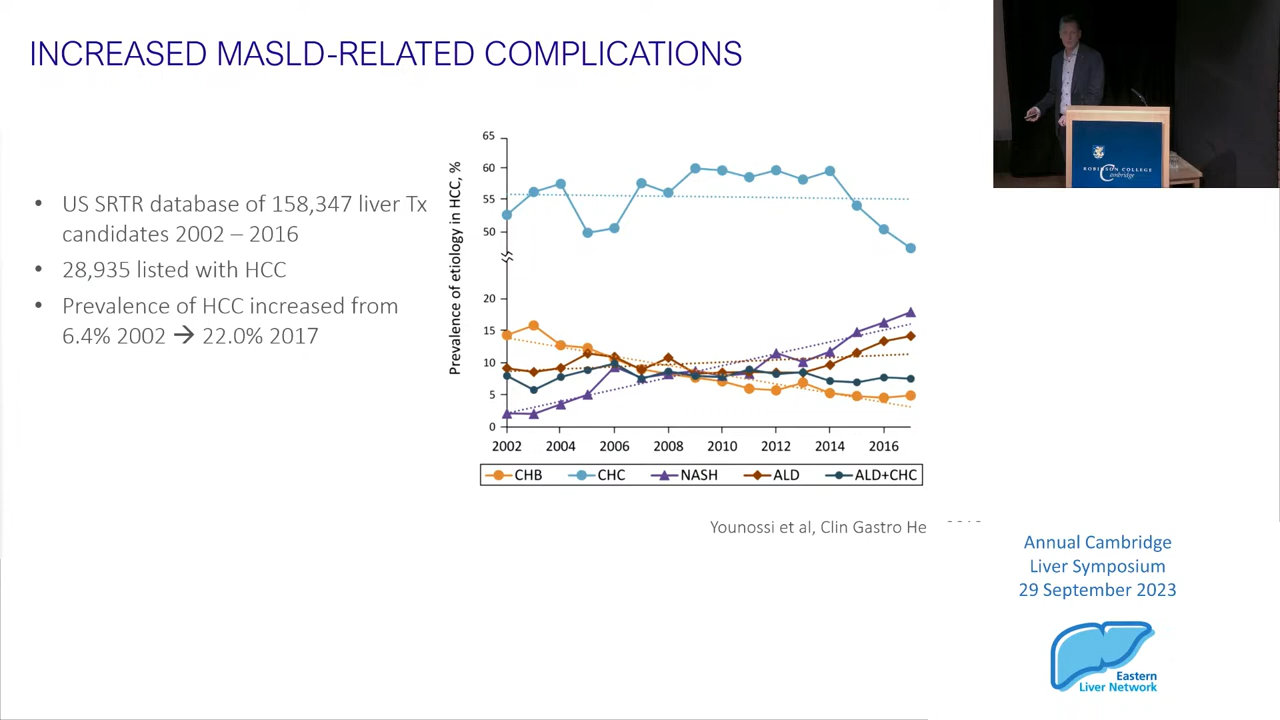 INCREASED MASLD-RELATED COMPLICATIONS
• US SRTR database of 158,347 liver Tx
candidates 2002 – 2016
• 28,935 listed with HCC
• Prevalence of HCC increased from
6.4% 2002 → 22.0% 2017
Prevalence of etiology in HCC, %
65
60
55
50
20
15
10
5
0
2002 2004 2006 2008 2010 2012 2014 2016
CHB CHC NASH ALD ALD+CHC
Younossi et al, Clin Gastro He
ROBINSON COLLEGE
Cambridge
Annual Cambridge
Liver Symposium
29 September 2023
Eastern
Liver Network